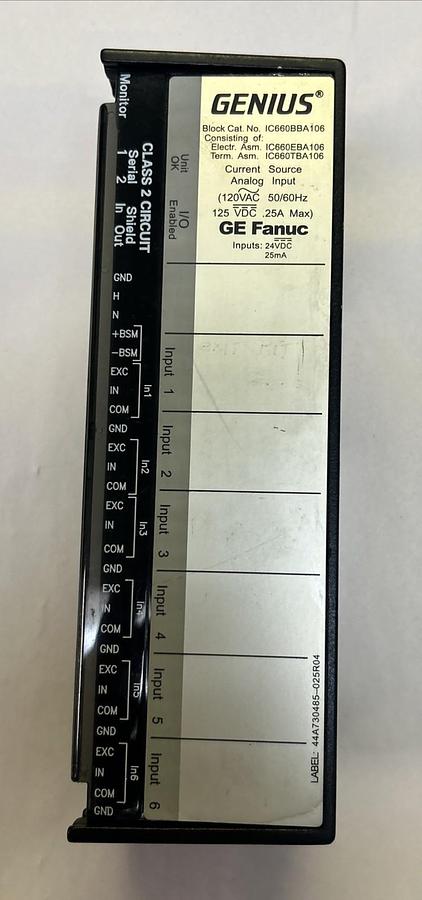 GENIUS®
Block Cat. No. IC660BBA106
Consisting of:
Electr. Asm. IC660EBA106
Term. Asm. IC660TBA106
Current Source
Analog Input
(120VAC 50/60Hz
125 VDC .25A Max)
GE Fanuc
Inputs: 24VDC
25mA
Unit OK
I/O Enabled
Monitor
CLASS 2 CIRCUIT
Serial Shield
1 2 In Out
GND
H
N
+BSM
-BSM
EXC
IN
COM
In1
GND
EXC
IN
COM
In2
EXC
IN
COM
In3
GND
EXC
IN
COM
In4
GND
EXC
IN
COM
In5
GND
EXC
IN
COM
In6
GND
Input 1
Input 2
Input 3
Input 4
Input 5
Input 6
LABEL: 44A730485-025R04